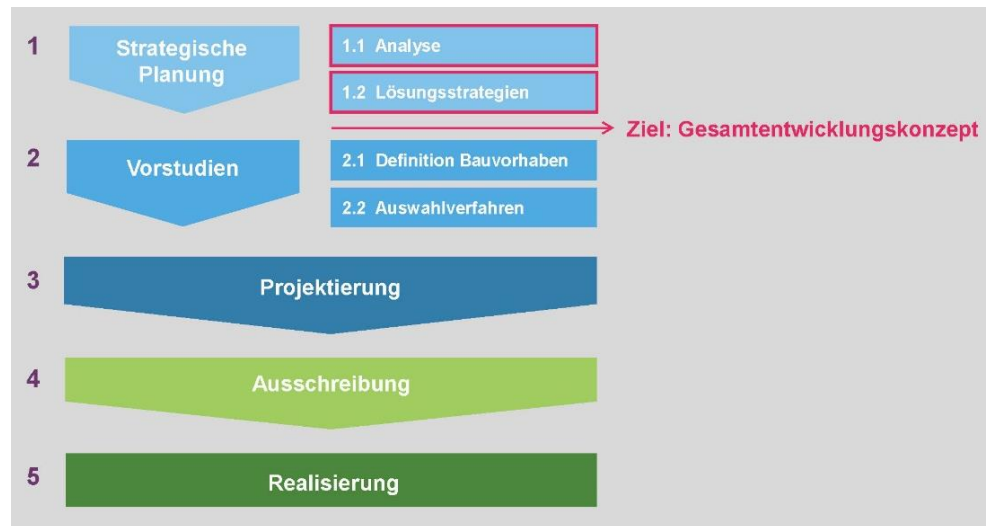 1
Strategische
Planung
1.1 Analyse
1.2 Lösungsstrategien
Ziel: Gesamtentwicklungskonzept
2
Vorstudien
2.1 Definition Bauvorhaben
2.2 Auswahlverfahren
3
Projektierung
4
Ausschreibung
5
Realisierung